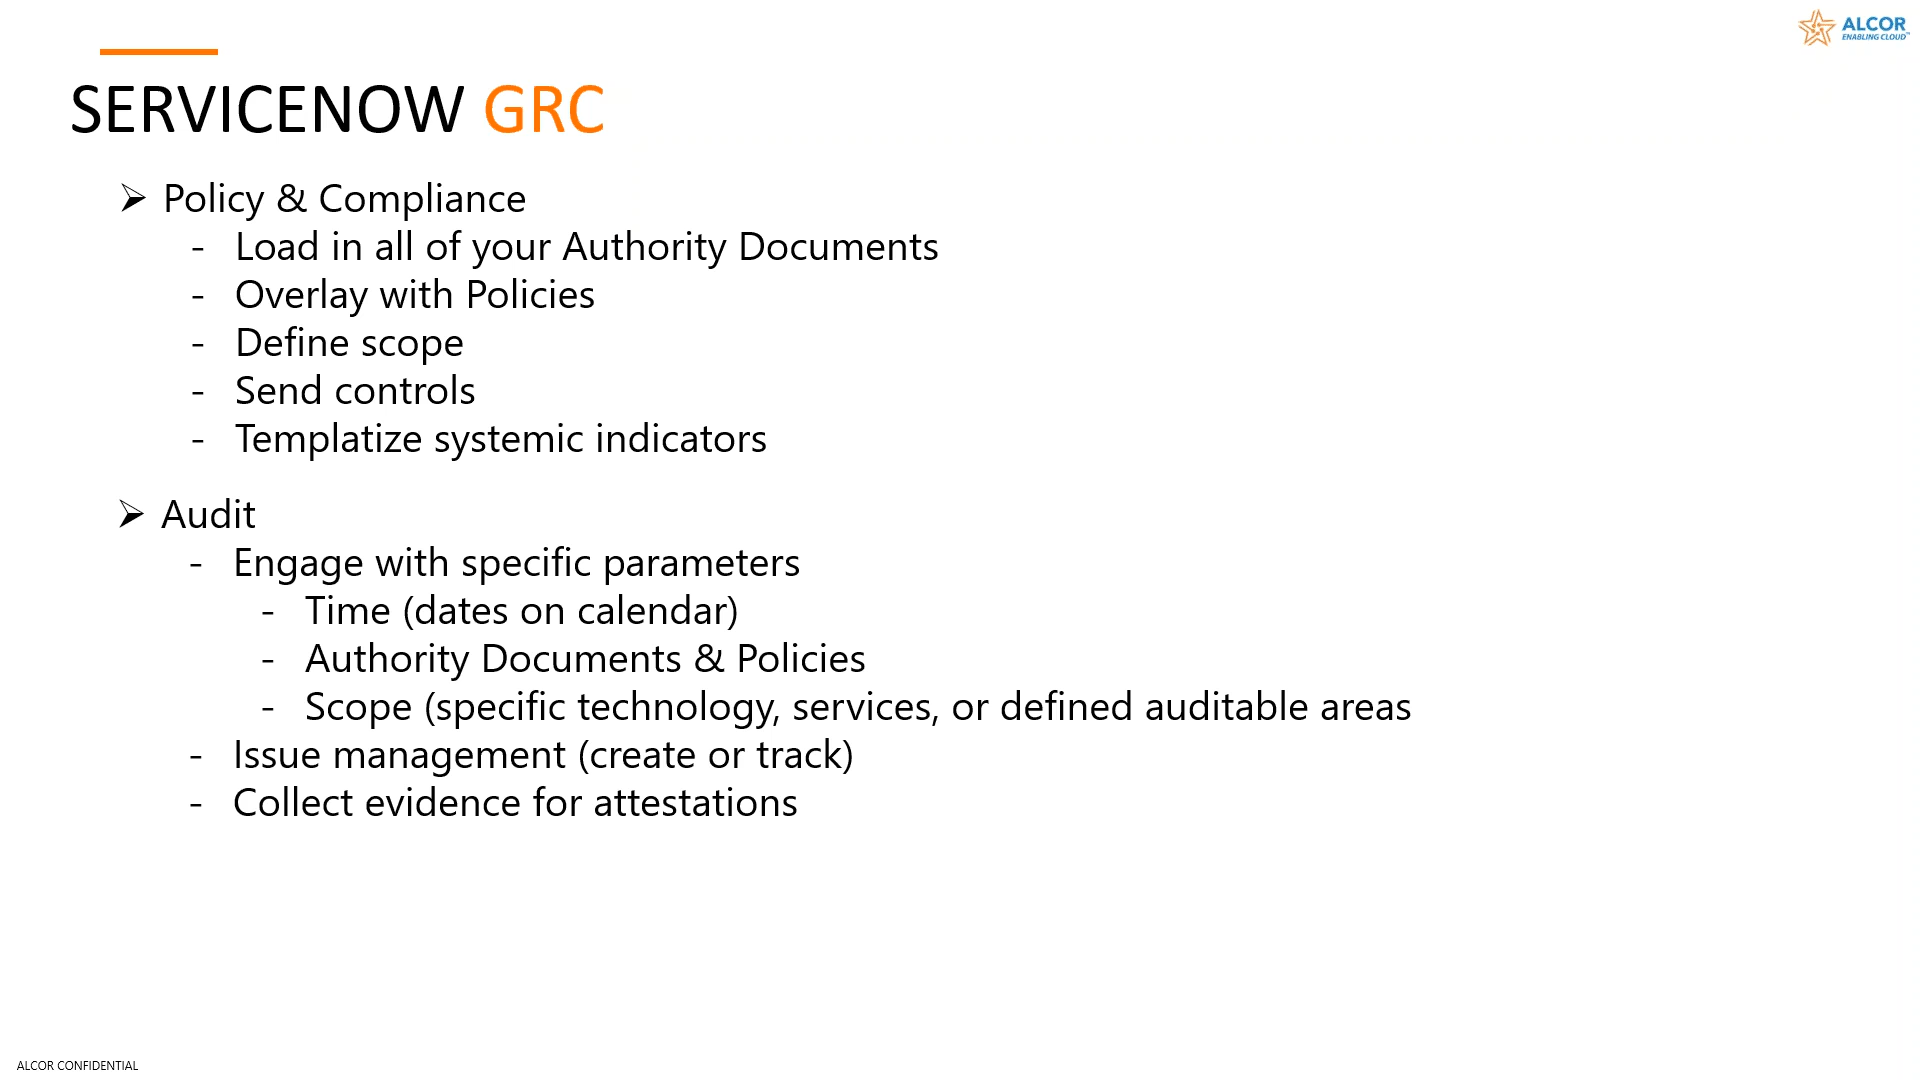 ALCOR
ENABLING CLOUD™
SERVICENOW GRC
➢ Policy & Compliance
- Load in all of your Authority Documents
- Overlay with Policies
- Define scope
- Send controls
- Templatize systemic indicators
➢ Audit
- Engage with specific parameters
- Time (dates on calendar)
- Authority Documents & Policies
- Scope (specific technology, services, or defined auditable areas
- Issue management (create or track)
- Collect evidence for attestations
ALCOR CONFIDENTIAL